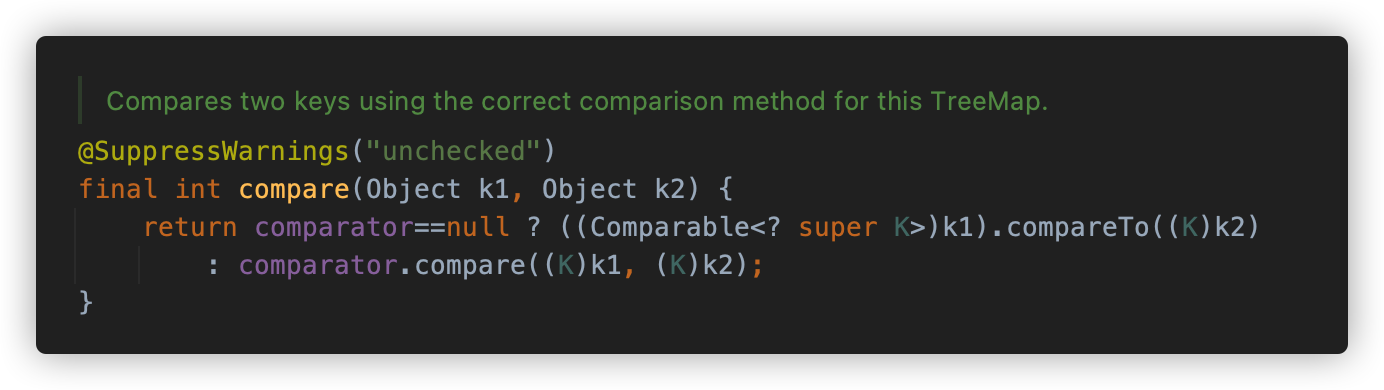 Compares two keys using the correct comparison method for this TreeMap.
@SuppressWarnings("unchecked")
final int compare(Object k1, Object k2) {
    return comparator==null ? ((Comparable<? super K>)k1).compareTo((K)k2)
        : comparator.compare((K)k1, (K)k2);
}